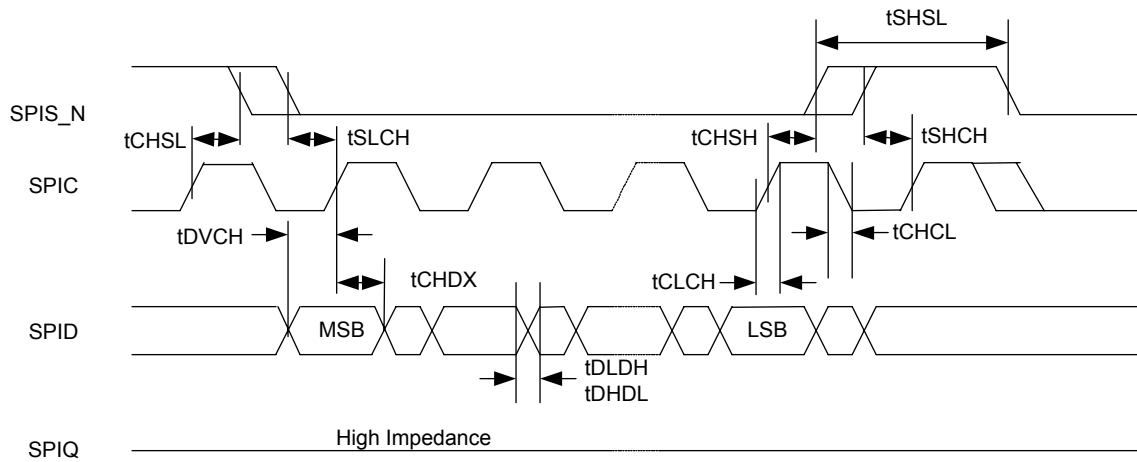 tSHSL
SPIS_N
tCHSL
tSLCH
tCHSH
tSHCH
SPIC
tDVCH
tCHCL
tCHDX
tCLCH
SPID
MSB
LSB
tDLDH
tDHDL
High Impedance
SPIQ